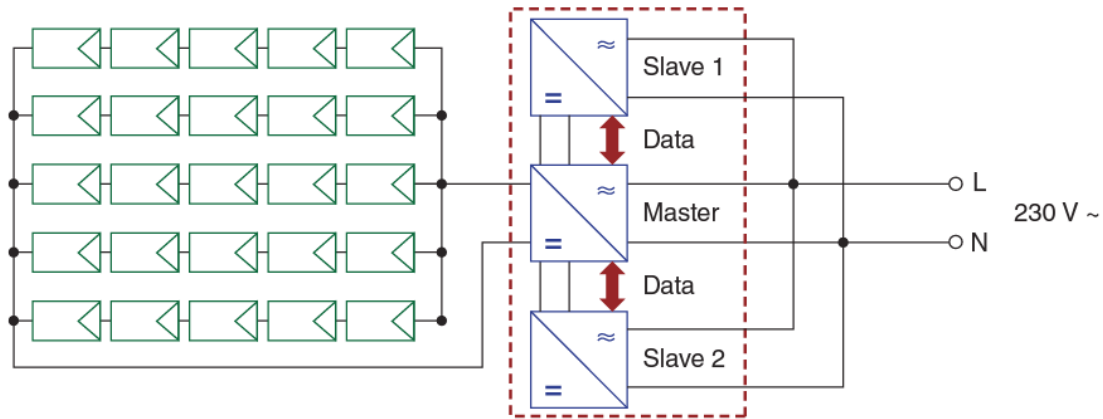 Slave 1
Data
Master
Data
Slave 2
L
N
230 V ~